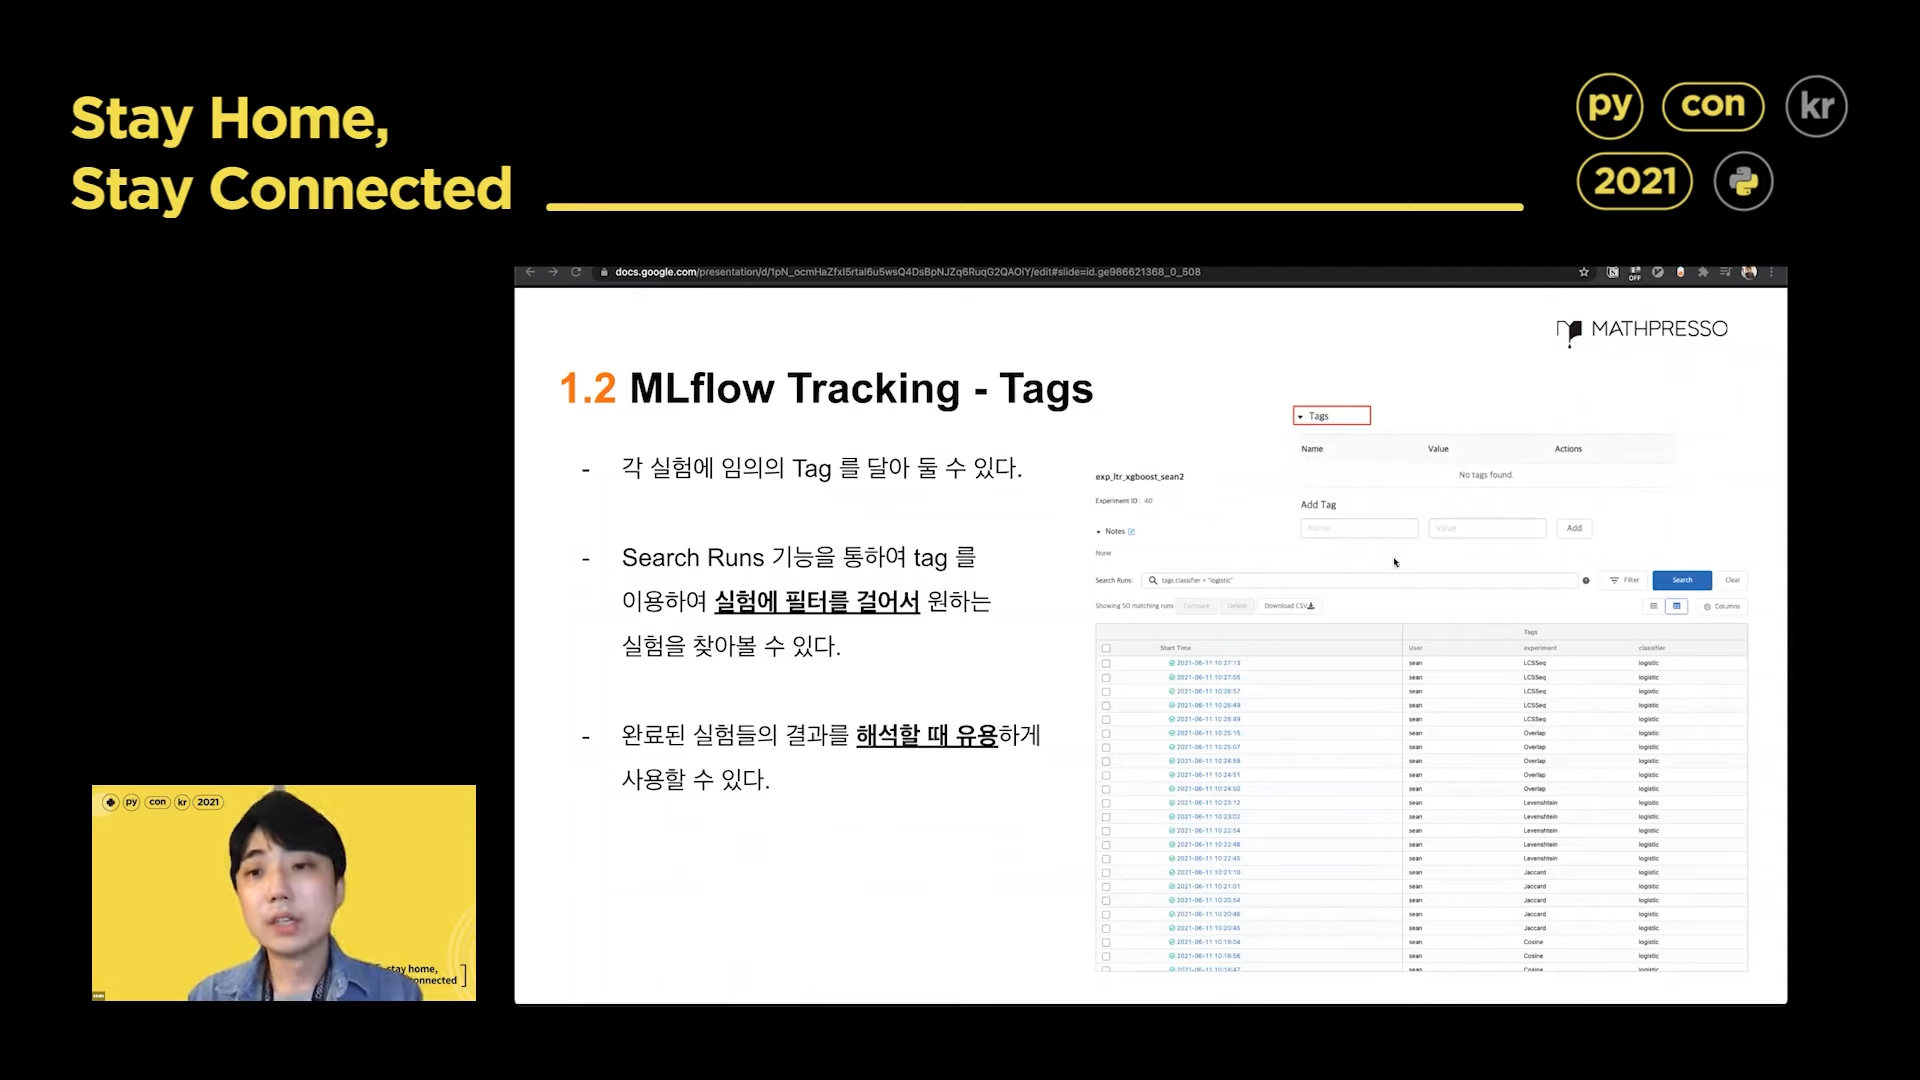 Stay Home,
Stay Connected
py con kr
2021
docs.google.com/presentation/d/1pN_ocmHaZfxI5rtal6u5wsQ4DsBpNJZq6RuqG2QAOiY/edit#slide=id.ge986621368_0_508
OFF
MATHPRESSO
1.2 MLflow Tracking - Tags
- 각 실험에 임의의 Tag 를 달아 둘 수 있다.
- Search Runs 기능을 통하여 tag 를
이용하여 실험에 필터를 걸어서 원하는
실험을 찾아볼 수 있다.
- 완료된 실험들의 결과를 해석할 때 유용하게
사용할 수 있다.
Tags
Name Value Actions
No tags found.
Add Tag
Name Value Add
exp_ltr_xgboost_sean2
Experiment ID: 40
Notes
None
Search Runs: tags.classifier = "logistic" Filter Search Clear
Showing 50 matching runs Compare Delete Download CSV Columns
Tags
Start Time User experiment classifier
2021-06-11 10:27:13 sean LCSSeq logistic
2021-06-11 10:27:05 sean LCSSeq logistic
2021-06-11 10:26:57 sean LCSSeq logistic
2021-06-11 10:26:49 sean LCSSeq logistic
2021-06-11 10:26:49 sean LCSSeq logistic
2021-06-11 10:25:15 sean Overlap logistic
2021-06-11 10:25:07 sean Overlap logistic
2021-06-11 10:24:59 sean Overlap logistic
2021-06-11 10:24:51 sean Overlap logistic
2021-06-11 10:24:50 sean Overlap logistic
2021-06-11 10:23:12 sean Levenshtein logistic
2021-06-11 10:23:02 sean Levenshtein logistic
2021-06-11 10:22:54 sean Levenshtein logistic
2021-06-11 10:22:46 sean Levenshtein logistic
2021-06-11 10:22:45 sean Levenshtein logistic
2021-06-11 10:21:10 sean Jaccard logistic
2021-06-11 10:21:01 sean Jaccard logistic
2021-06-11 10:20:54 sean Jaccard logistic
2021-06-11 10:20:46 sean Jaccard logistic
2021-06-11 10:20:45 sean Jaccard logistic
2021-06-11 10:19:04 sean Cosine logistic
2021-06-11 10:18:56 sean Cosine logistic
2021-06-11 10:18:47 sean Cosine logistic
py con kr 2021
stay home,
connected
sean